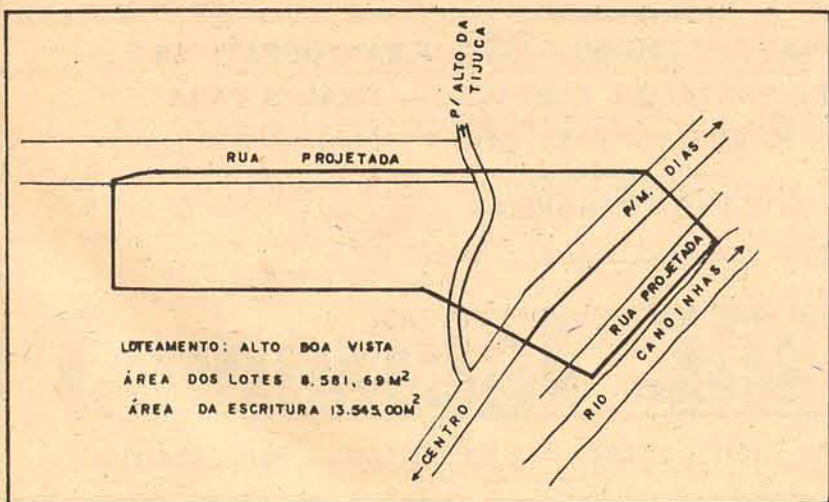 P/ ALTO DA
TIJUCA
RUA PROJETADA
P/M. DIAS
RUA PROJETADA
RIO CANOINHAS
CENTRO
LOTEAMENTO: ALTO BOA VISTA
ÁREA DOS LOTES 8.581,69M²
ÁREA DA ESCRITURA 13.545,00M²